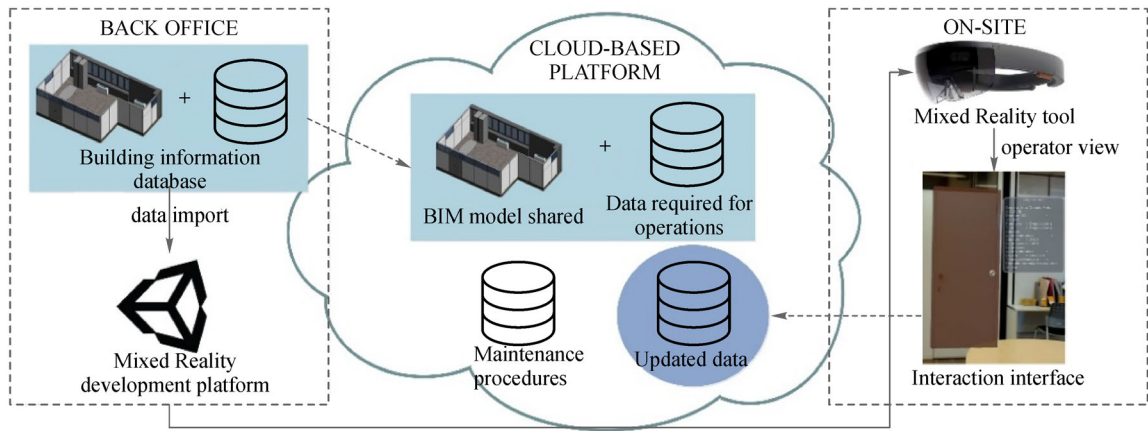 BACK OFFICE
+
Building information
database
data import
Mixed Reality
development platform
CLOUD-BASED
PLATFORM
+
BIM model shared
Data required for
operations
Maintenance
procedures
Updated data
ON-SITE
Mixed Reality tool
operator view
Interaction interface